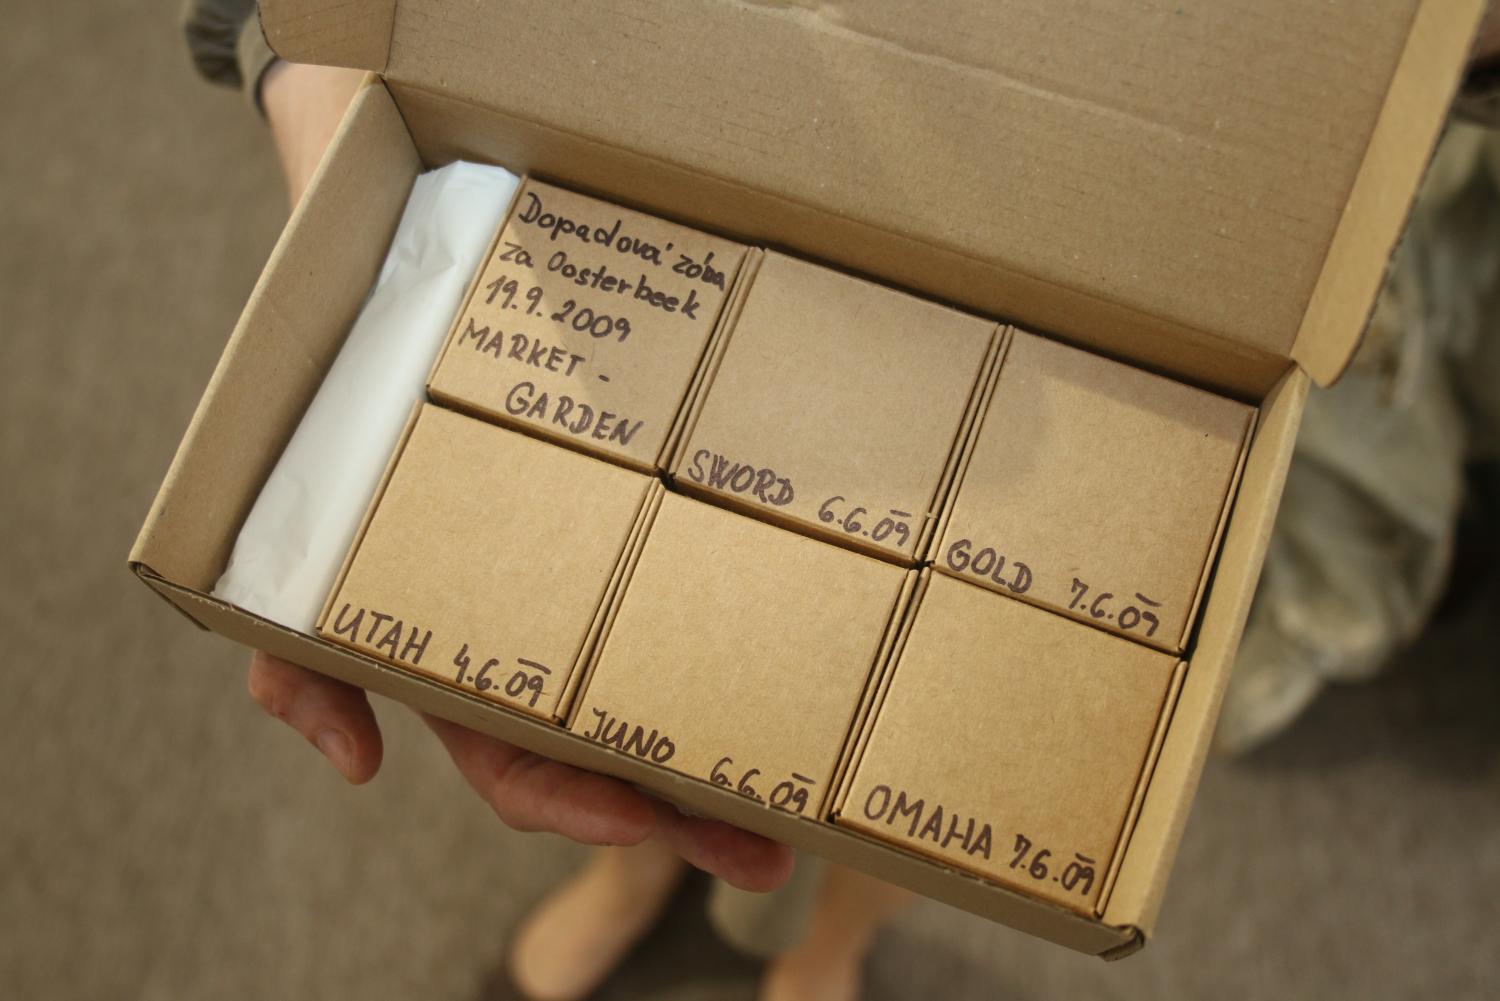 Dopadová zóna
za Oosterbeek
19.9.2009
MARKET-
GARDEN
SWORD 6.6.09
GOLD 7.6.09
UTAH 4.6.09
JUNO 6.6.09
OMAHA 7.6.09